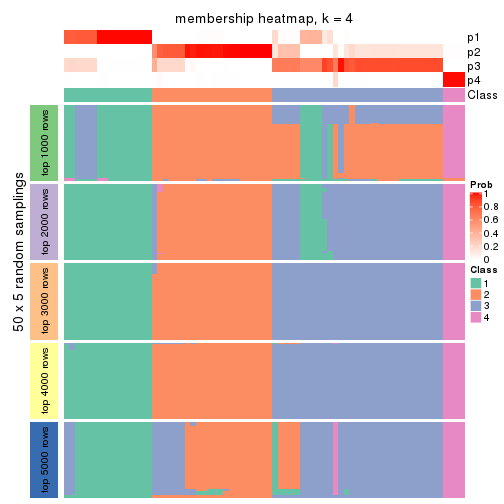 membership heatmap, k = 4
p1
p2
p3
p4
Class
50 x 5 random samplings
top 1000 rows
top 2000 rows
top 3000 rows
top 4000 rows
top 5000 rows
Prob
1
0.8
0.6
0.4
0.2
0
Class
1
2
3
4